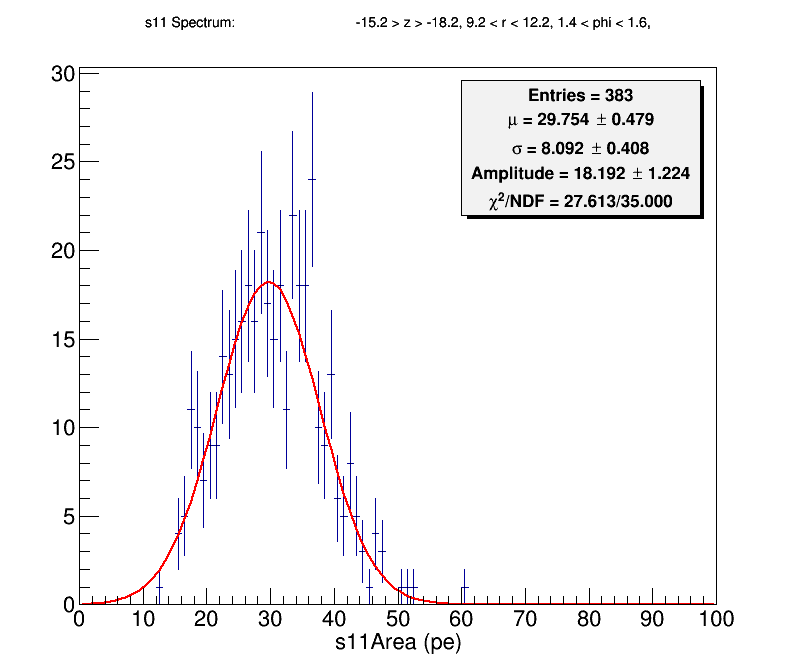 s11 Spectrum: -15.2 > z > -18.2, 9.2 < r < 12.2, 1.4 < phi < 1.6,
Entries = 383
μ = 29.754 ± 0.479
σ = 8.092 ± 0.408
Amplitude = 18.192 ± 1.224
χ²/NDF = 27.613/35.000
30
25
20
15
10
5
0
0 10 20 30 40 50 60 70 80 90 100
s11Area (pe)